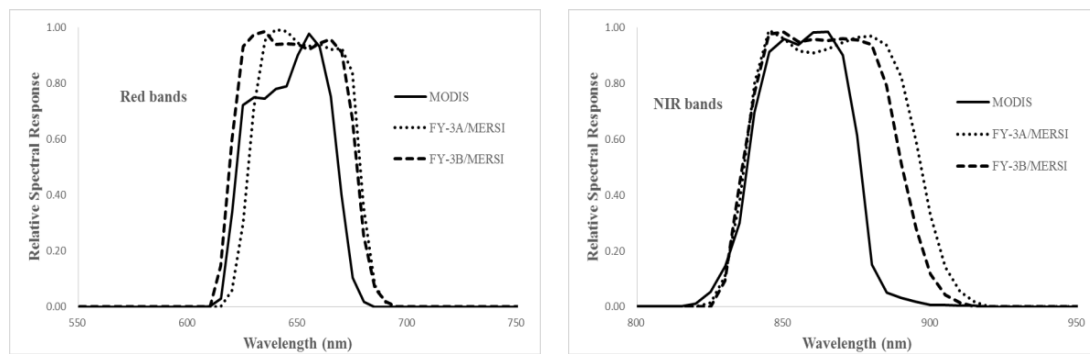 1.00
0.80
0.60
0.40
0.20
0.00
Relative Spectral Response
Red bands
MODIS
FY-3A/MERSI
FY-3B/MERSI
550
600
650
700
750
Wavelength (nm)
1.00
0.80
0.60
0.40
0.20
0.00
Relative Spectral Response
NIR bands
MODIS
FY-3A/MERSI
FY-3B/MERSI
800
850
900
950
Wavelength (nm)